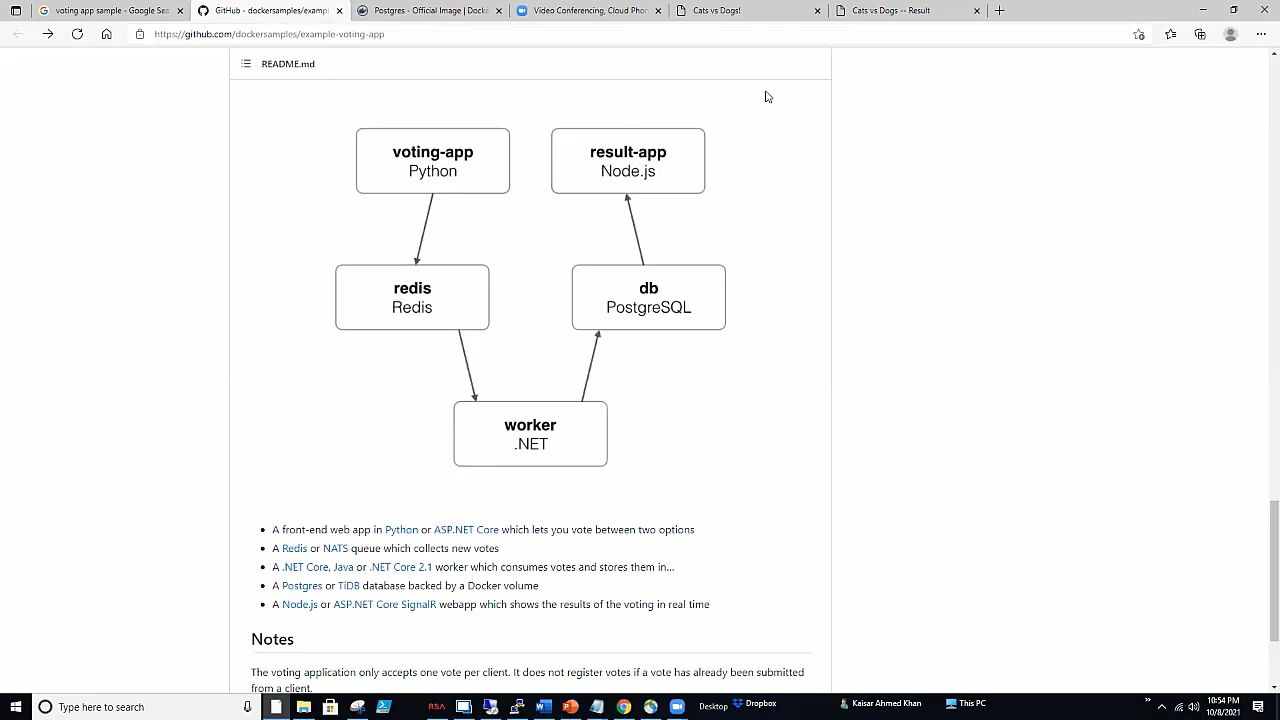 voting app sample - Google Sea
GitHub - dockersamples/exampl
Postgres - Official Image | Docke
Video Conferencing, Cloud Phon
Cats vs Dogs!
Cats vs Dogs -- Result
https://github.com/dockersamples/example-voting-app
README.md
voting-app
Python
result-app
Node.js
redis
Redis
db
PostgreSQL
worker
.NET
A front-end web app in Python or ASP.NET Core which lets you vote between two options
A Redis or NATS queue which collects new votes
A .NET Core, Java or .NET Core 2.1 worker which consumes votes and stores them in…
A Postgres or TiDB database backed by a Docker volume
A Node.js or ASP.NET Core SignalR webapp which shows the results of the voting in real time
Notes
The voting application only accepts one vote per client. It does not register votes if a vote has already been submitted
from a client.
Type here to search
RSA
Desktop
Dropbox
Kaisar Ahmed Khan
This PC
10:54 PM
10/8/2021